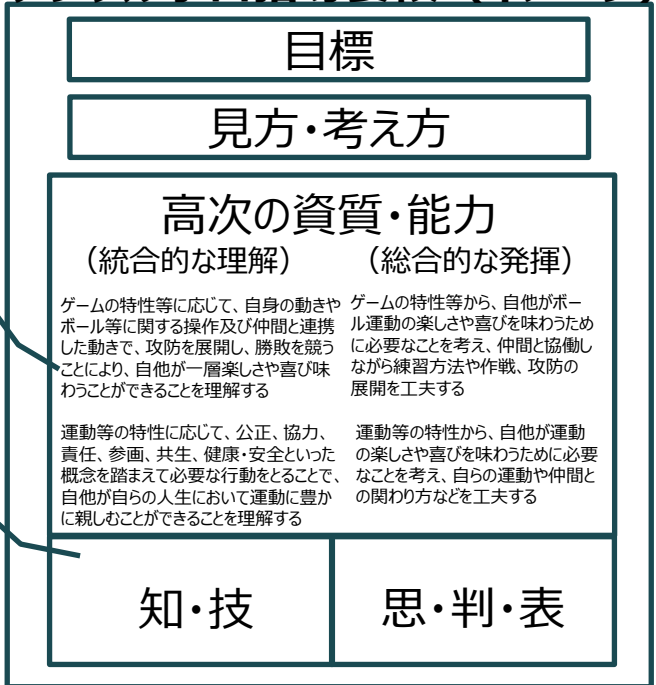 目標
見方・考え方
高次の資質・能力
（統合的な理解）
ゲームの特性等に応じて、自身の動きや
ボール等に関する操作及び仲間と連携
した動きで、攻防を展開し、勝敗を競う
ことにより、自他が一層楽しさや喜び味
わうことができることを理解する
運動等の特性に応じて、公正、協力、
責任、参画、共生、健康・安全といった
概念を踏まえて必要な行動をとることで、
自他が自らの人生において運動に豊か
に親しむことができることを理解する
（総合的な発揮）
ゲームの特性等から、自他がボー
ル運動の楽しさや喜びを味わうため
に必要なことを考え、仲間と協働し
ながら練習方法や作戦、攻防の
展開を工夫する
運動等の特性から、自他が運動
の楽しさや喜びを味わうために必要
なことを考え、自らの運動や仲間と
の関わり方などを工夫する
知・技
思・判・表